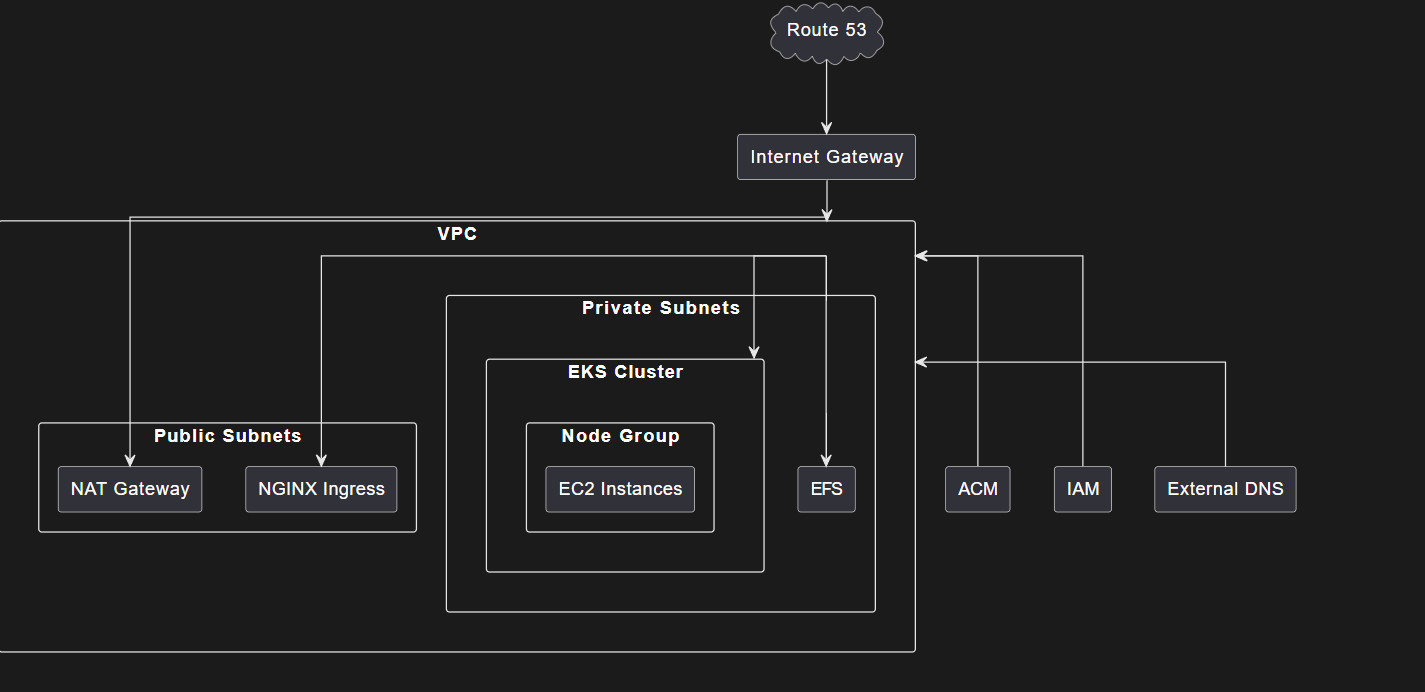 Route 53
Internet Gateway
VPC
Private Subnets
EKS Cluster
Public Subnets
Node Group
NAT Gateway
NGINX Ingress
EC2 Instances
EFS
ACM
IAM
External DNS